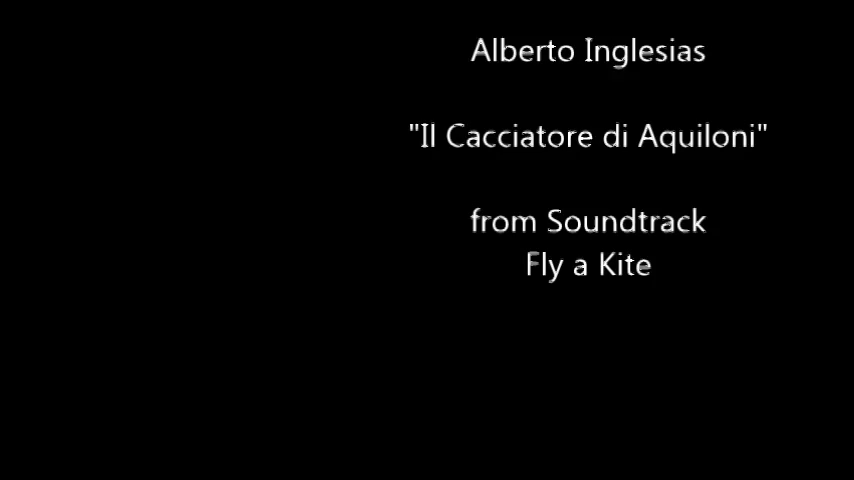 Alberto Inglesias
"Il Cacciatore di Aquiloni"
from Soundtrack
Fly a Kite